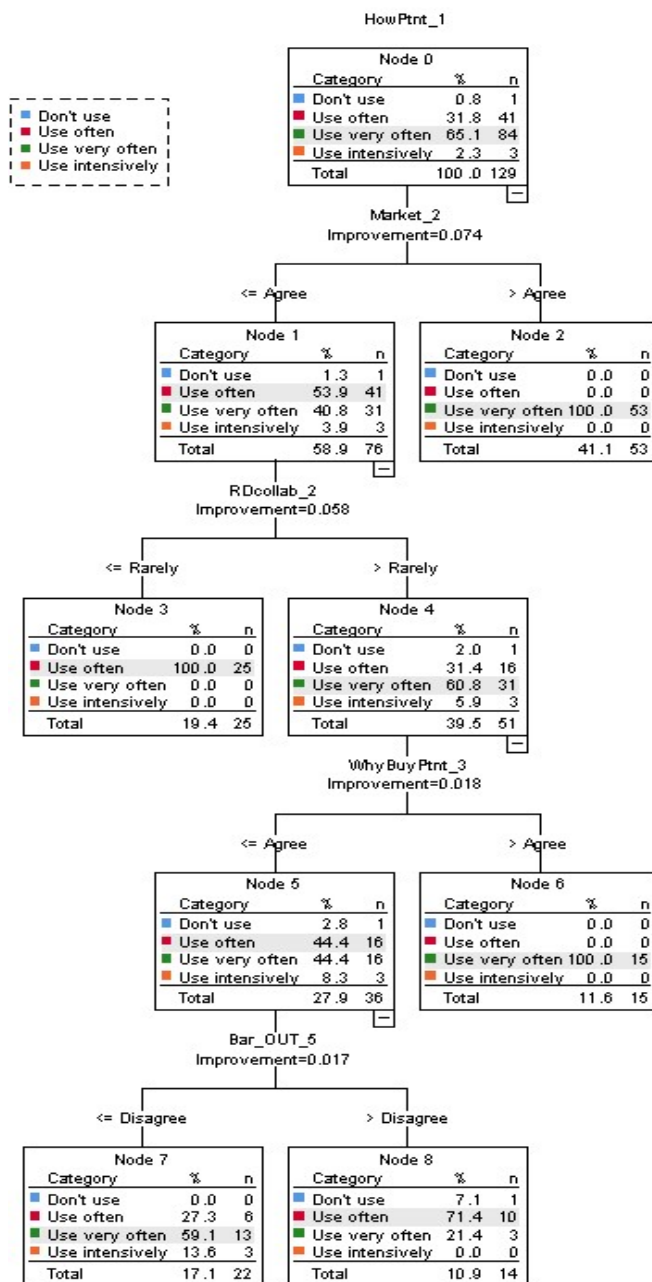 HowPtnt_1
Don't use
Use often
Use very often
Use intensively
Node 0
Category % n
Don't use 0.8 1
Use often 31.8 41
Use very often 65.1 84
Use intensively 2.3 3
Total 100.0 129
Market_2
Improvement=0.074
<= Agree > Agree
Node 1
Category % n
Don't use 1.3 1
Use often 53.9 41
Use very often 40.8 31
Use intensively 3.9 3
Total 58.9 76
Node 2
Category % n
Don't use 0.0 0
Use often 0.0 0
Use very often 100.0 53
Use intensively 0.0 0
Total 41.1 53
RDcollab_2
Improvement=0.058
<= Rarely > Rarely
Node 3
Category % n
Don't use 0.0 0
Use often 100.0 25
Use very often 0.0 0
Use intensively 0.0 0
Total 19.4 25
Node 4
Category % n
Don't use 2.0 1
Use often 31.4 16
Use very often 60.8 31
Use intensively 5.9 3
Total 39.5 51
WhyBuyPtnt_3
Improvement=0.018
<= Agree > Agree
Node 5
Category % n
Don't use 2.8 1
Use often 44.4 16
Use very often 44.4 16
Use intensively 8.3 3
Total 27.9 36
Node 6
Category % n
Don't use 0.0 0
Use often 0.0 0
Use very often 100.0 15
Use intensively 0.0 0
Total 11.6 15
Bar_OUT_5
Improvement=0.017
<= Disagree > Disagree
Node 7
Category % n
Don't use 0.0 0
Use often 27.3 6
Use very often 59.1 13
Use intensively 13.6 3
Total 17.1 22
Node 8
Category % n
Don't use 7.1 1
Use often 71.4 10
Use very often 21.4 3
Use intensively 0.0 0
Total 10.9 14